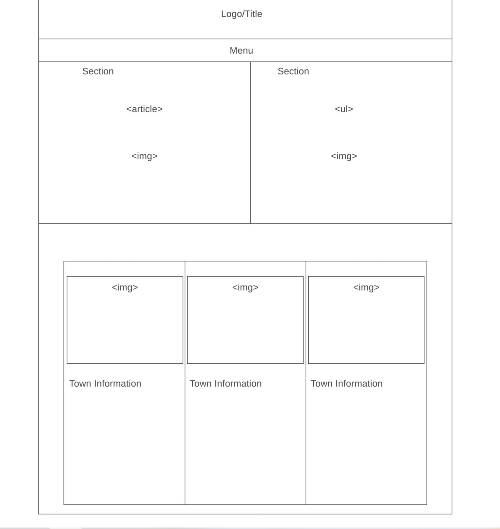 Logo/Title
Menu
Section
<article>
<img>
Section
<ul>
<img>
<img>
<img>
<img>
Town Information
Town Information
Town Information